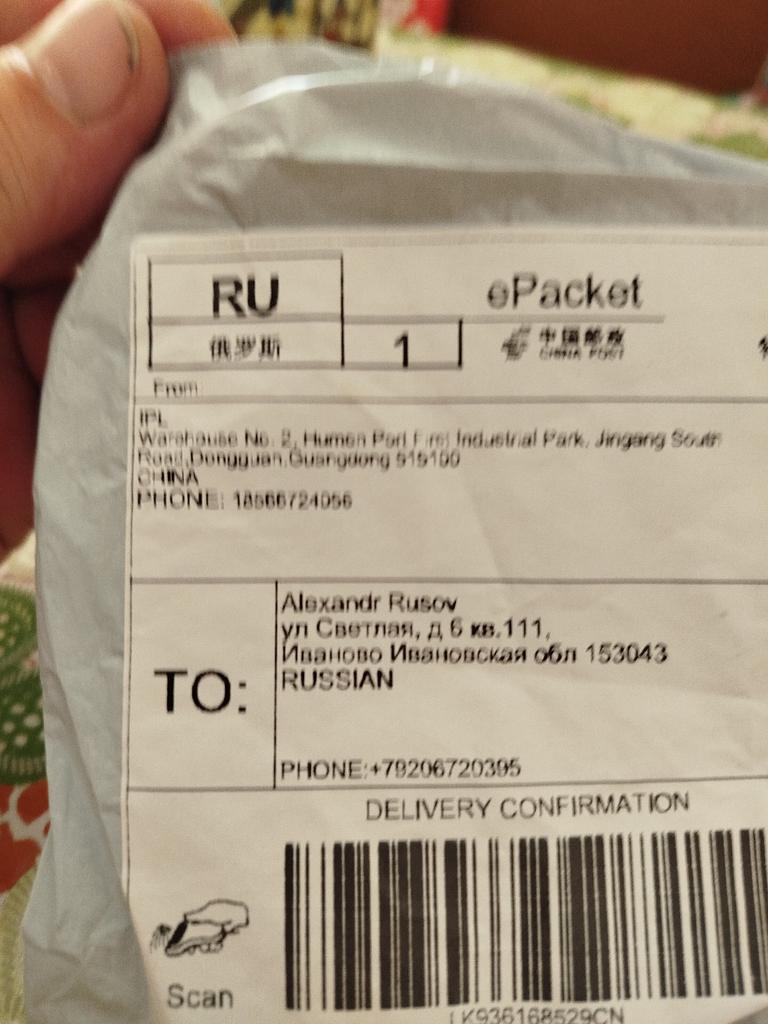 RU
ePacket
俄罗斯
1
中国邮政
CHINA POST
From:
IPL
Warehouse No. 2, Humen Port First Industrial Park, Jingang South
Road,Dongguan,Guangdong 519100
CHINA
PHONE: 18566724056
Alexandr Rusov
ул Светлая, д 6 кв.111,
Иваново Ивановская обл 153043
RUSSIAN
TO:
PHONE:+79206720395
DELIVERY CONFIRMATION
Scan
LK936168529CN